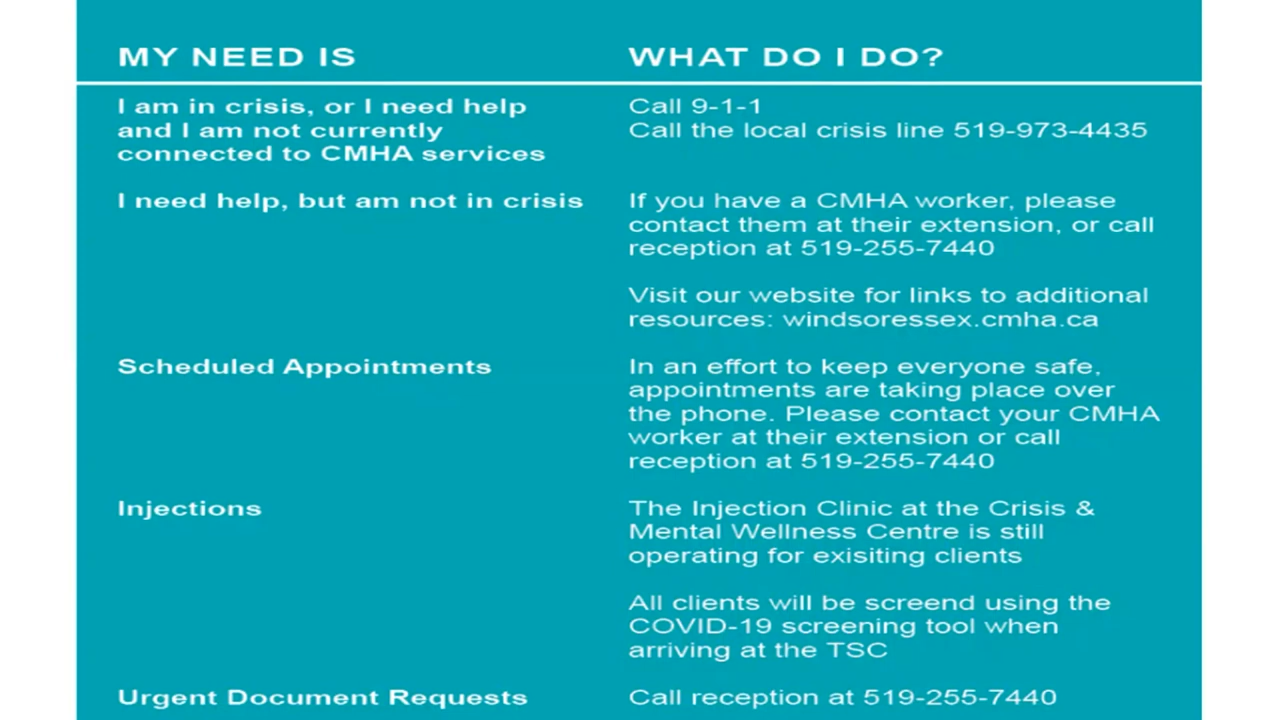 MY NEED IS
WHAT DO I DO?
I am in crisis, or I need help
and I am not currently
connected to CMHA services
Call 9-1-1
Call the local crisis line 519-973-4435
I need help, but am not in crisis
If you have a CMHA worker, please
contact them at their extension, or call
reception at 519-255-7440
Visit our website for links to additional
resources: windsoressex.cmha.ca
Scheduled Appointments
In an effort to keep everyone safe,
appointments are taking place over
the phone. Please contact your CMHA
worker at their extension or call
reception at 519-255-7440
Injections
The Injection Clinic at the Crisis &
Mental Wellness Centre is still
operating for exisiting clients
All clients will be screend using the
COVID-19 screening tool when
arriving at the TSC
Urgent Document Requests
Call reception at 519-255-7440